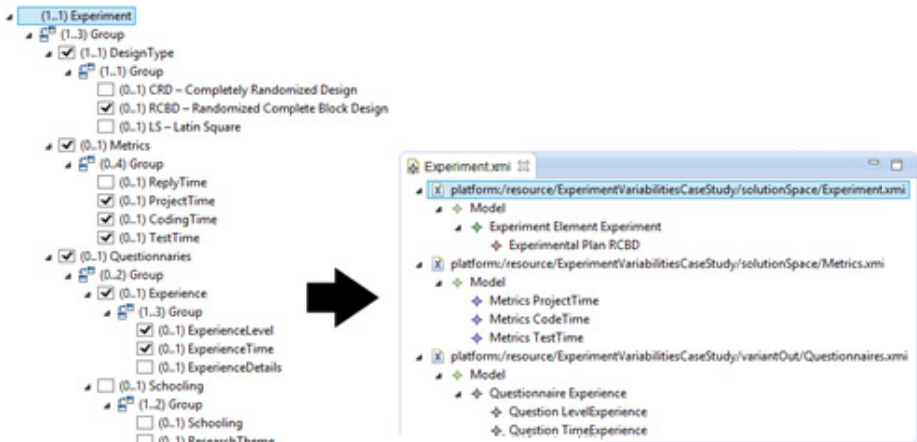 (1..1) Experiment
(1..3) Group
(1..1) DesignType
(1..1) Group
(0..1) CRD – Completely Randomized Design
(0..1) RCBD – Randomized Complete Block Design
(0..1) LS – Latin Square
(0..1) Metrics
(0..4) Group
(0..1) ReplyTime
(0..1) ProjectTime
(0..1) CodingTime
(0..1) TestTime
(0..1) Questionnaries
(0..2) Group
(0..1) Experience
(1..3) Group
(0..1) ExperienceLevel
(0..1) ExperienceTime
(0..1) ExperienceDetails
(0..1) Schooling
(1..2) Group
(0..1) Schooling
(0..1) ResearchTheme
Experiment.xmi
platform:/resource/ExperimentVariabilitiesCaseStudy/solutionSpace/Experiment.xmi
Model
Experiment Element Experiment
Experimental Plan RCBD
platform:/resource/ExperimentVariabilitiesCaseStudy/solutionSpace/Metrics.xmi
Model
Metrics ProjectTime
Metrics CodeTime
Metrics TestTime
platform:/resource/ExperimentVariabilitiesCaseStudy/variantOut/Questionnaires.xmi
Model
Questionnaire Experience
Question LevelExperience
Question TimeExperience